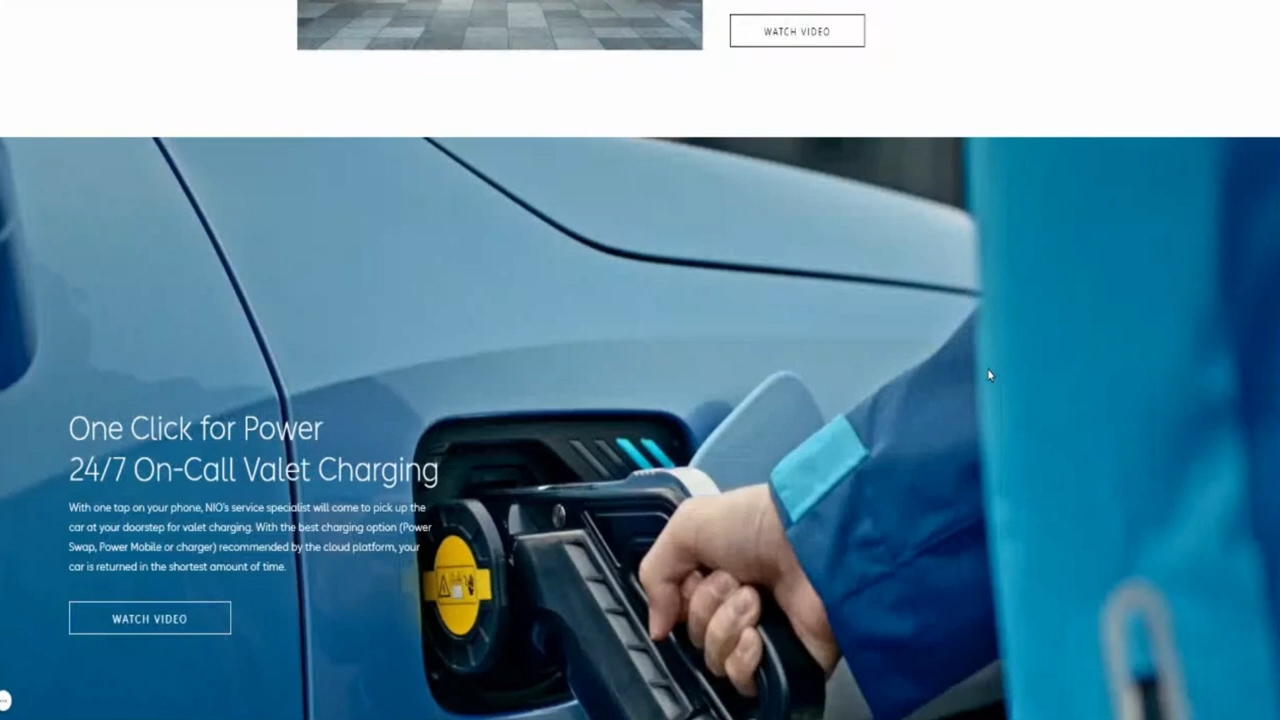 WATCH VIDEO
One Click for Power
24/7 On-Call Valet Charging
With one tap on your phone, NIO's service specialist will come to pick up the
car at your doorstep for valet charging. With the best charging option (Power
Swap, Power Mobile or charger) recommended by the cloud platform, your
car is returned in the shortest amount of time.
WATCH VIDEO